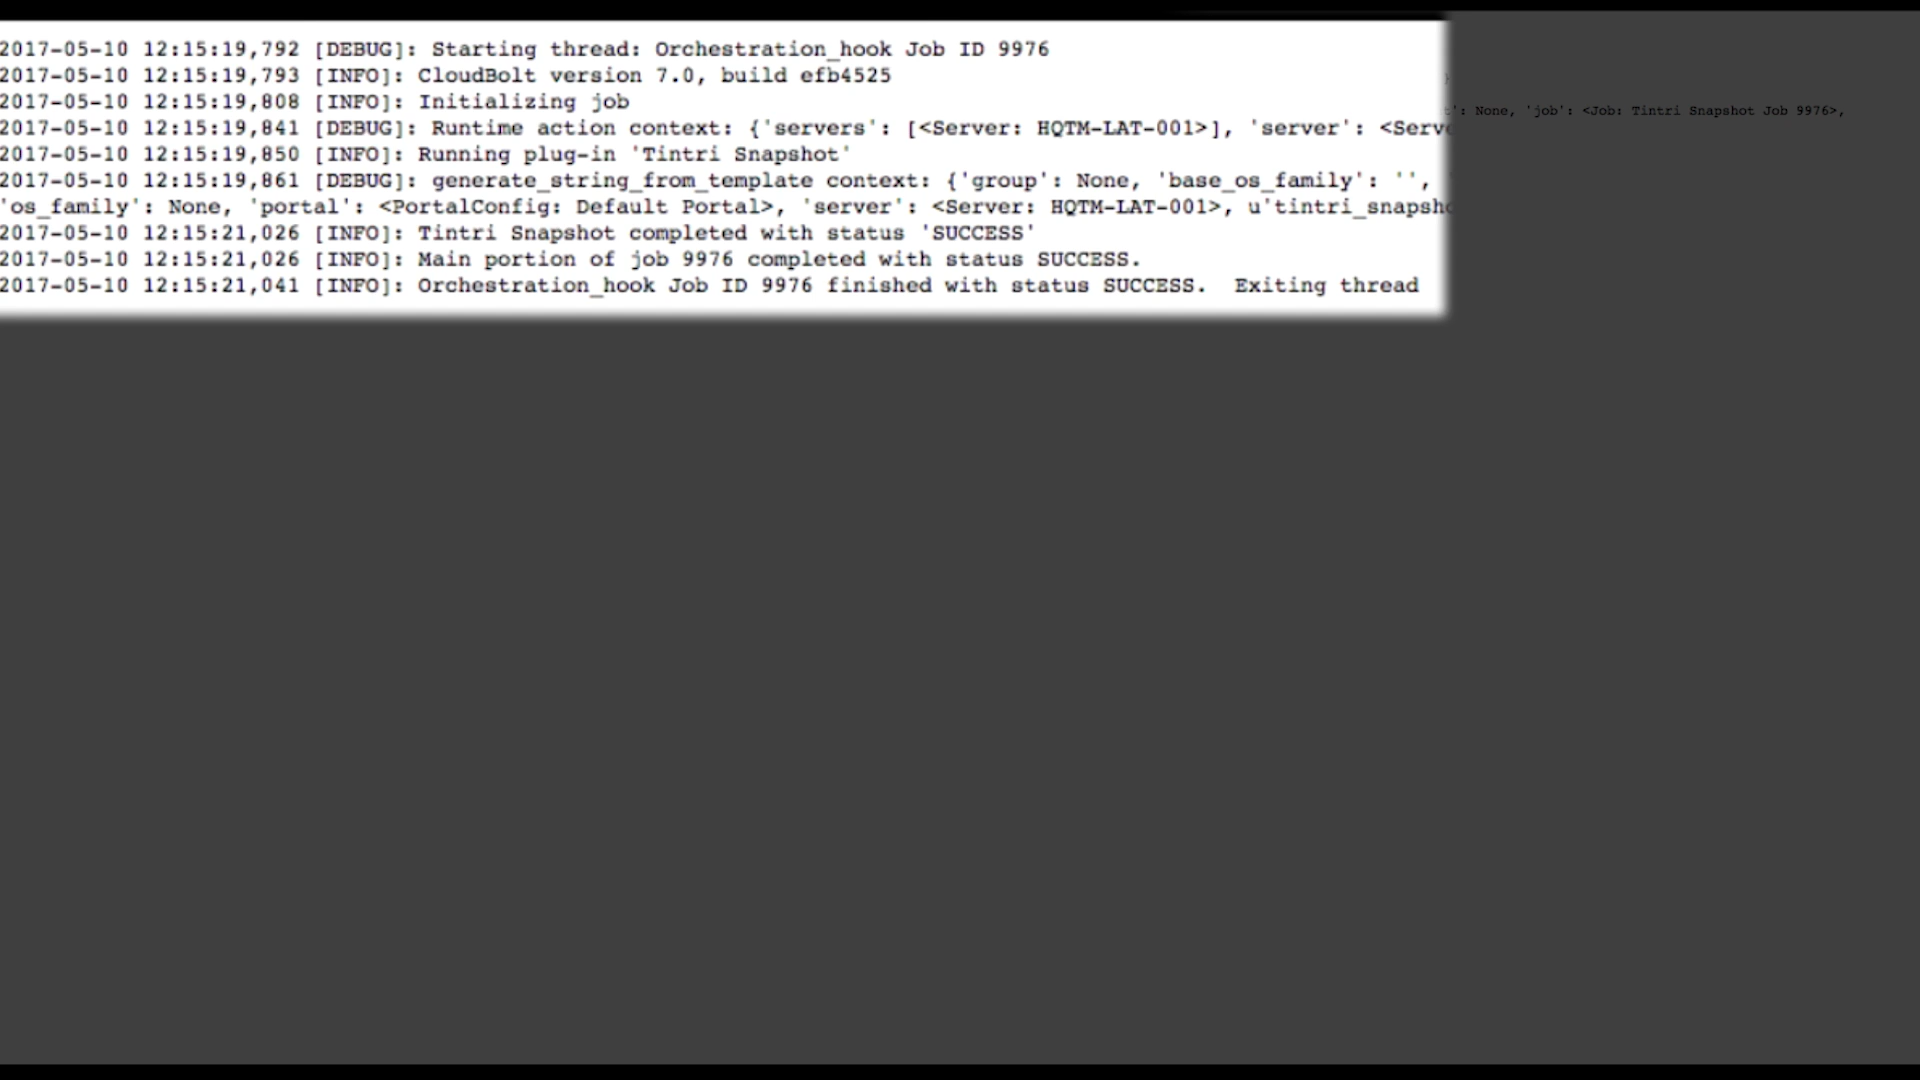 2017-05-10 12:15:19,792 [DEBUG]: Starting thread: Orchestration_hook Job ID 9976
2017-05-10 12:15:19,793 [INFO]: CloudBolt version 7.0, build efb4525
2017-05-10 12:15:19,808 [INFO]: Initializing job
2017-05-10 12:15:19,841 [DEBUG]: Runtime action context: {'servers': [<Server: HQTM-LAT-001>], 'server': <Serv
': None, 'job': <Job: Tintri Snapshot Job 9976>,
2017-05-10 12:15:19,850 [INFO]: Running plug-in 'Tintri Snapshot'
2017-05-10 12:15:19,861 [DEBUG]: generate_string_from_template context: {'group': None, 'base_os_family': '',
'os_family': None, 'portal': <PortalConfig: Default Portal>, 'server': <Server: HQTM-LAT-001>, u'tintri_snapsho
2017-05-10 12:15:21,026 [INFO]: Tintri Snapshot completed with status 'SUCCESS'
2017-05-10 12:15:21,026 [INFO]: Main portion of job 9976 completed with status SUCCESS.
2017-05-10 12:15:21,041 [INFO]: Orchestration_hook Job ID 9976 finished with status SUCCESS.  Exiting thread